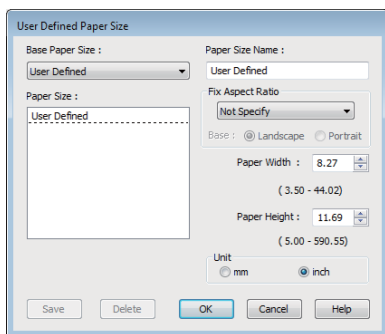 User Defined Paper Size
Base Paper Size :
User Defined
Paper Size :
User Defined
Paper Size Name :
User Defined
Fix Aspect Ratio
Not Specify
Base : Landscape Portrait
Paper Width : 8.27
( 3.50 - 44.02)
Paper Height : 11.69
( 5.00 - 590.55)
Unit
mm inch
Save Delete OK Cancel Help